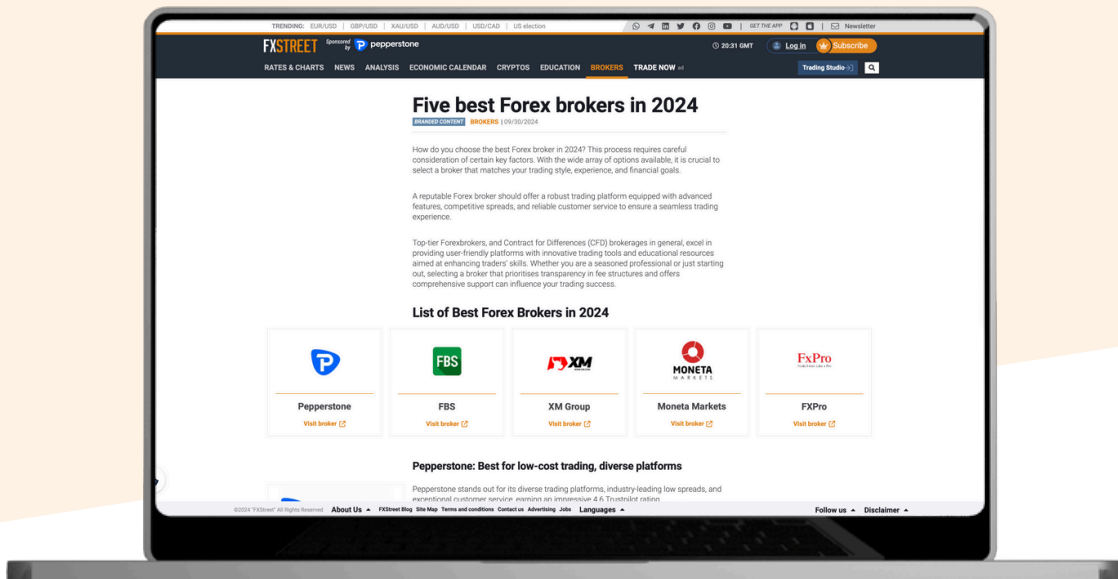 TRENDING: EUR/USD | GBP/USD | XAU/USD | AUD/USD | USD/CAD | US election
GET THE APP | Newsletter
FXSTREET Sponsored by pepperstone
20:31 GMT Log in Subscribe
RATES & CHARTS NEWS ANALYSIS ECONOMIC CALENDAR CRYPTOS EDUCATION BROKERS TRADE NOW
Trading Studio
Five best Forex brokers in 2024
BRANDED CONTENT BROKERS | 09/30/2024
How do you choose the best Forex broker in 2024? This process requires careful
consideration of certain key factors. With the wide array of options available, it is crucial to
select a broker that matches your trading style, experience, and financial goals.
A reputable Forex broker should offer a robust trading platform equipped with advanced
features, competitive spreads, and reliable customer service to ensure a seamless trading
experience.
Top-tier Forexbrokers, and Contract for Differences (CFD) brokerages in general, excel in
providing user-friendly platforms with innovative trading tools and educational resources
aimed at enhancing traders' skills. Whether you are a seasoned professional or just starting
out, selecting a broker that prioritises transparency in fee structures and offers
comprehensive support can influence your trading success.
List of Best Forex Brokers in 2024
FBS XM MONETA MARKETS FxPro
Pepperstone FBS XM Group Moneta Markets FXPro
Visit broker Visit broker Visit broker Visit broker Visit broker
Pepperstone: Best for low-cost trading, diverse platforms
Pepperstone stands out for its diverse trading platforms, industry-leading low spreads, and
exceptional customer service, earning an impressive 4.6 Trustpilot rating
©2024 "FXStreet" All Rights Reserved About Us FXStreet Blog Site Map Terms and conditions Contact us Advertising Jobs Languages Follow us Disclaimer